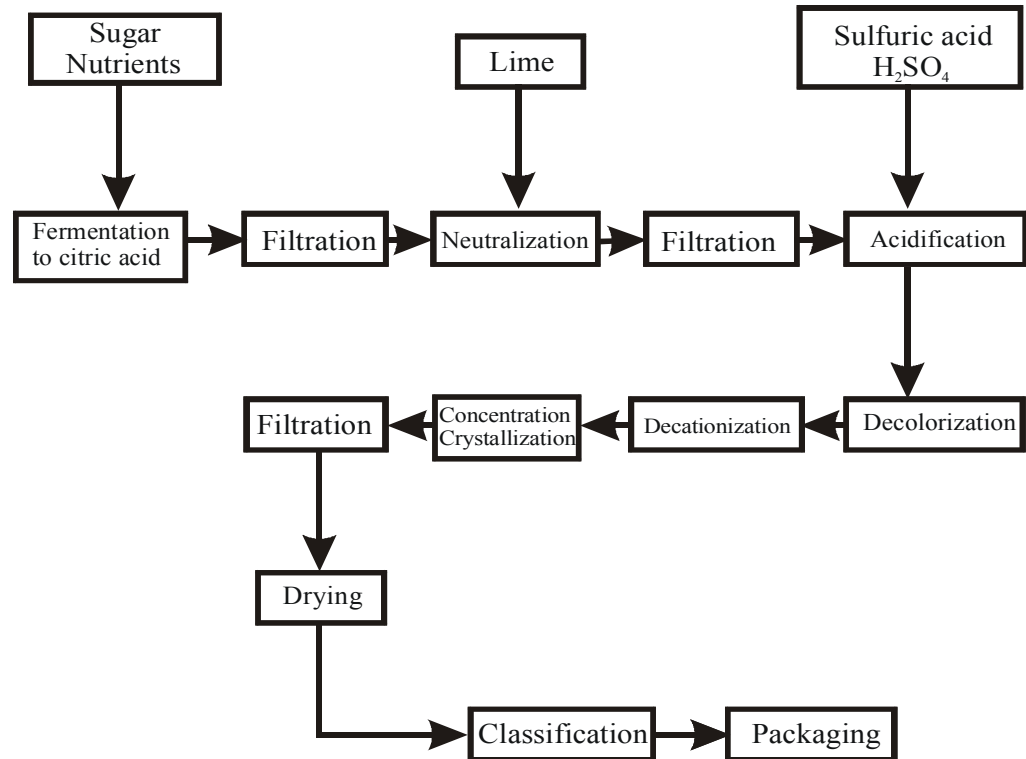 Sugar
Nutrients
Lime
Sulfuric acid
H₂SO₄
Fermentation
to citric acid
Filtration
Neutralization
Filtration
Acidification
Filtration
Concentration
Crystallization
Decationization
Decolorization
Drying
Classification
Packaging